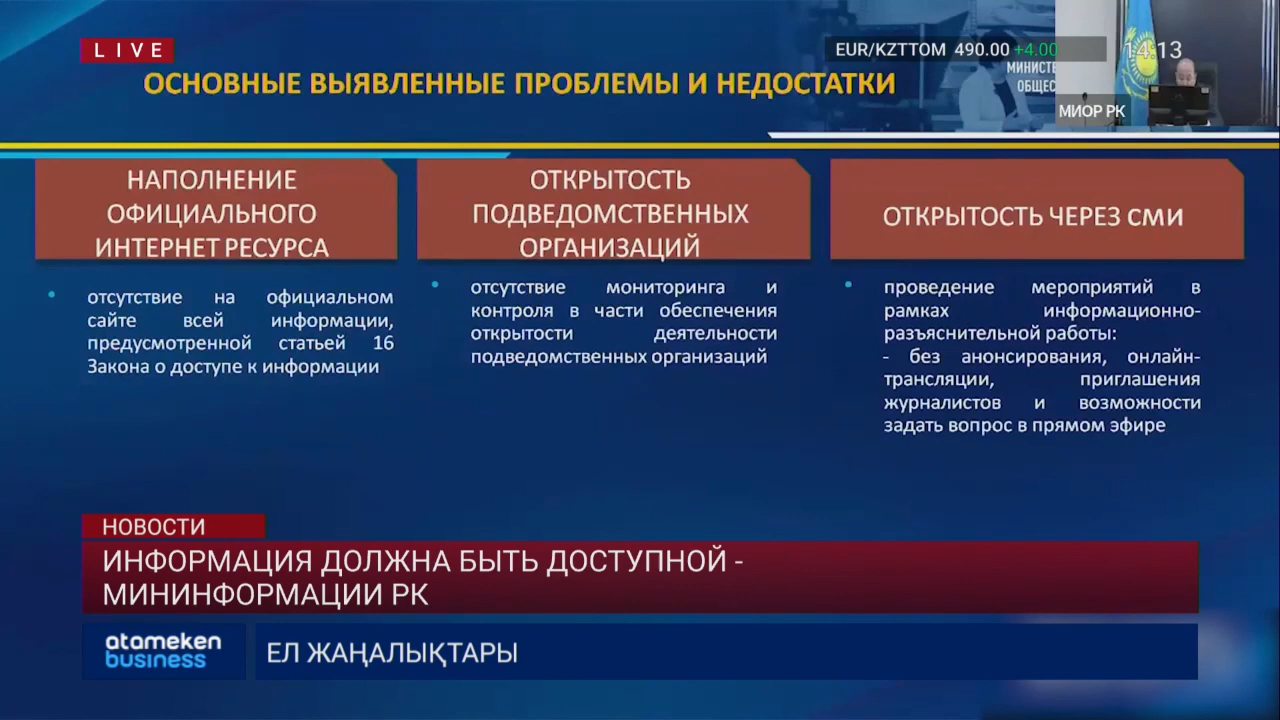 LIVE
EUR/KZTTOM 490.00 +4.00
14:13
ОСНОВНЫЕ ВЫЯВЛЕННЫЕ ПРОБЛЕМЫ И НЕДОСТАТКИ
МИОР РК
НАПОЛНЕНИЕ
ОФИЦИАЛЬНОГО
ИНТЕРНЕТ РЕСУРСА
• отсутствие на официальном
сайте всей информации,
предусмотренной статьей 16
Закона о доступе к информации
ОТКРЫТОСТЬ
ПОДВЕДОМСТВЕННЫХ
ОРГАНИЗАЦИЙ
• отсутствие мониторинга и
контроля в части обеспечения
открытости деятельности
подведомственных организаций
ОТКРЫТОСТЬ ЧЕРЕЗ СМИ
• проведение мероприятий в
рамках информационно-
разъяснительной работы:
- без анонсирования, онлайн-
трансляции, приглашения
журналистов и возможности
задать вопрос в прямом эфире
НОВОСТИ
ИНФОРМАЦИЯ ДОЛЖНА БЫТЬ ДОСТУПНОЙ -
МИНИНФОРМАЦИИ РК
atameken
business
ЕЛ ЖАҢАЛЫҚТАРЫ